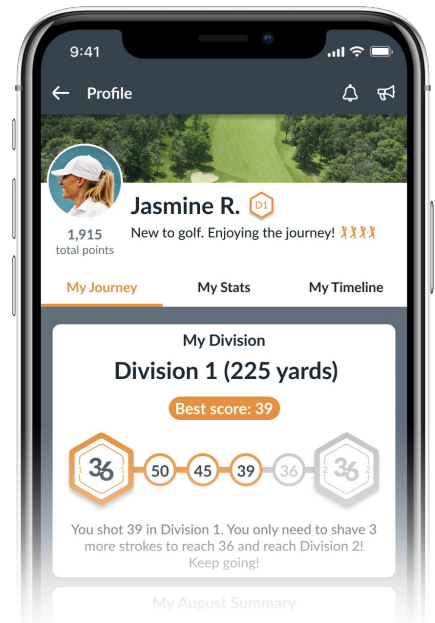 9:41
Profile
Jasmine R. D1
1,915
total points
New to golf. Enjoying the journey!
My Journey My Stats My Timeline
My Division
Division 1 (225 yards)
Best score: 39
1 36 1 50 45 39 36 2 36 2
You shot 39 in Division 1. You only need to shave 3
more strokes to reach 36 and reach Division 2!
Keep going!
My August Summary